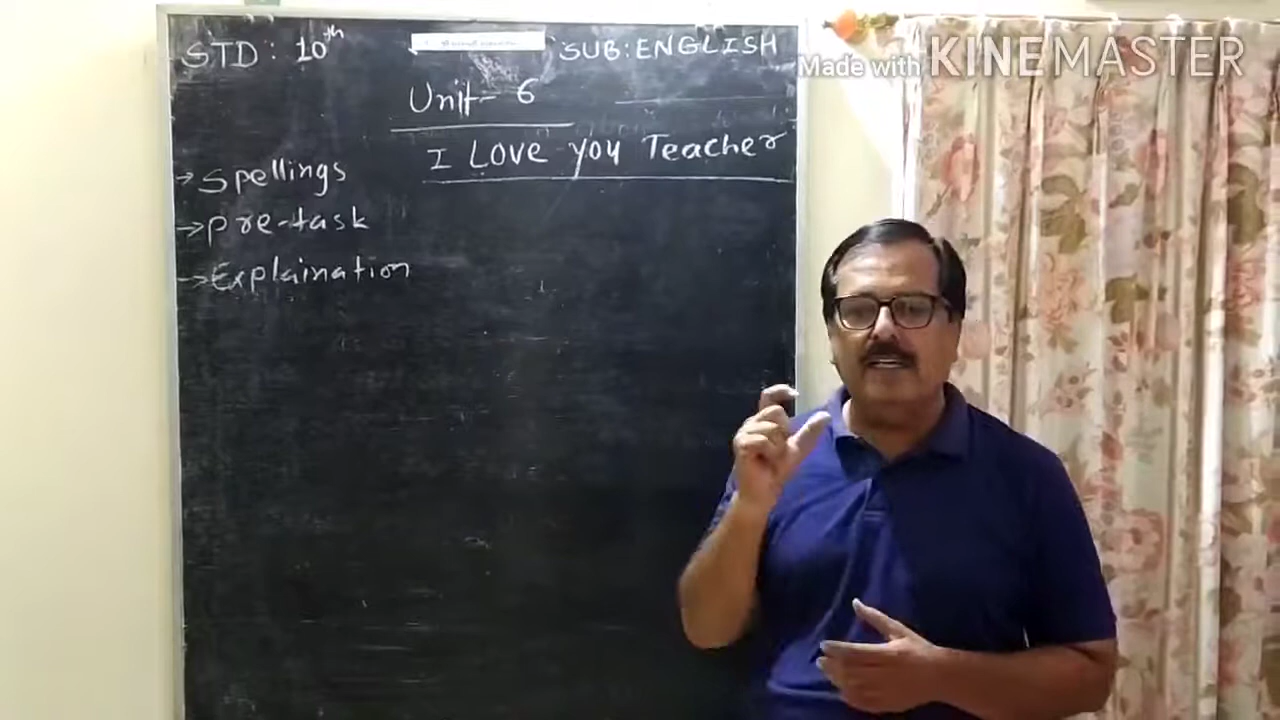 STD: 10th
SUB: ENGLISH
Made with KINEMASTER
Unit- 6
I Love you Teacher
→ Spellings
→ Pre-task
→ Explaination